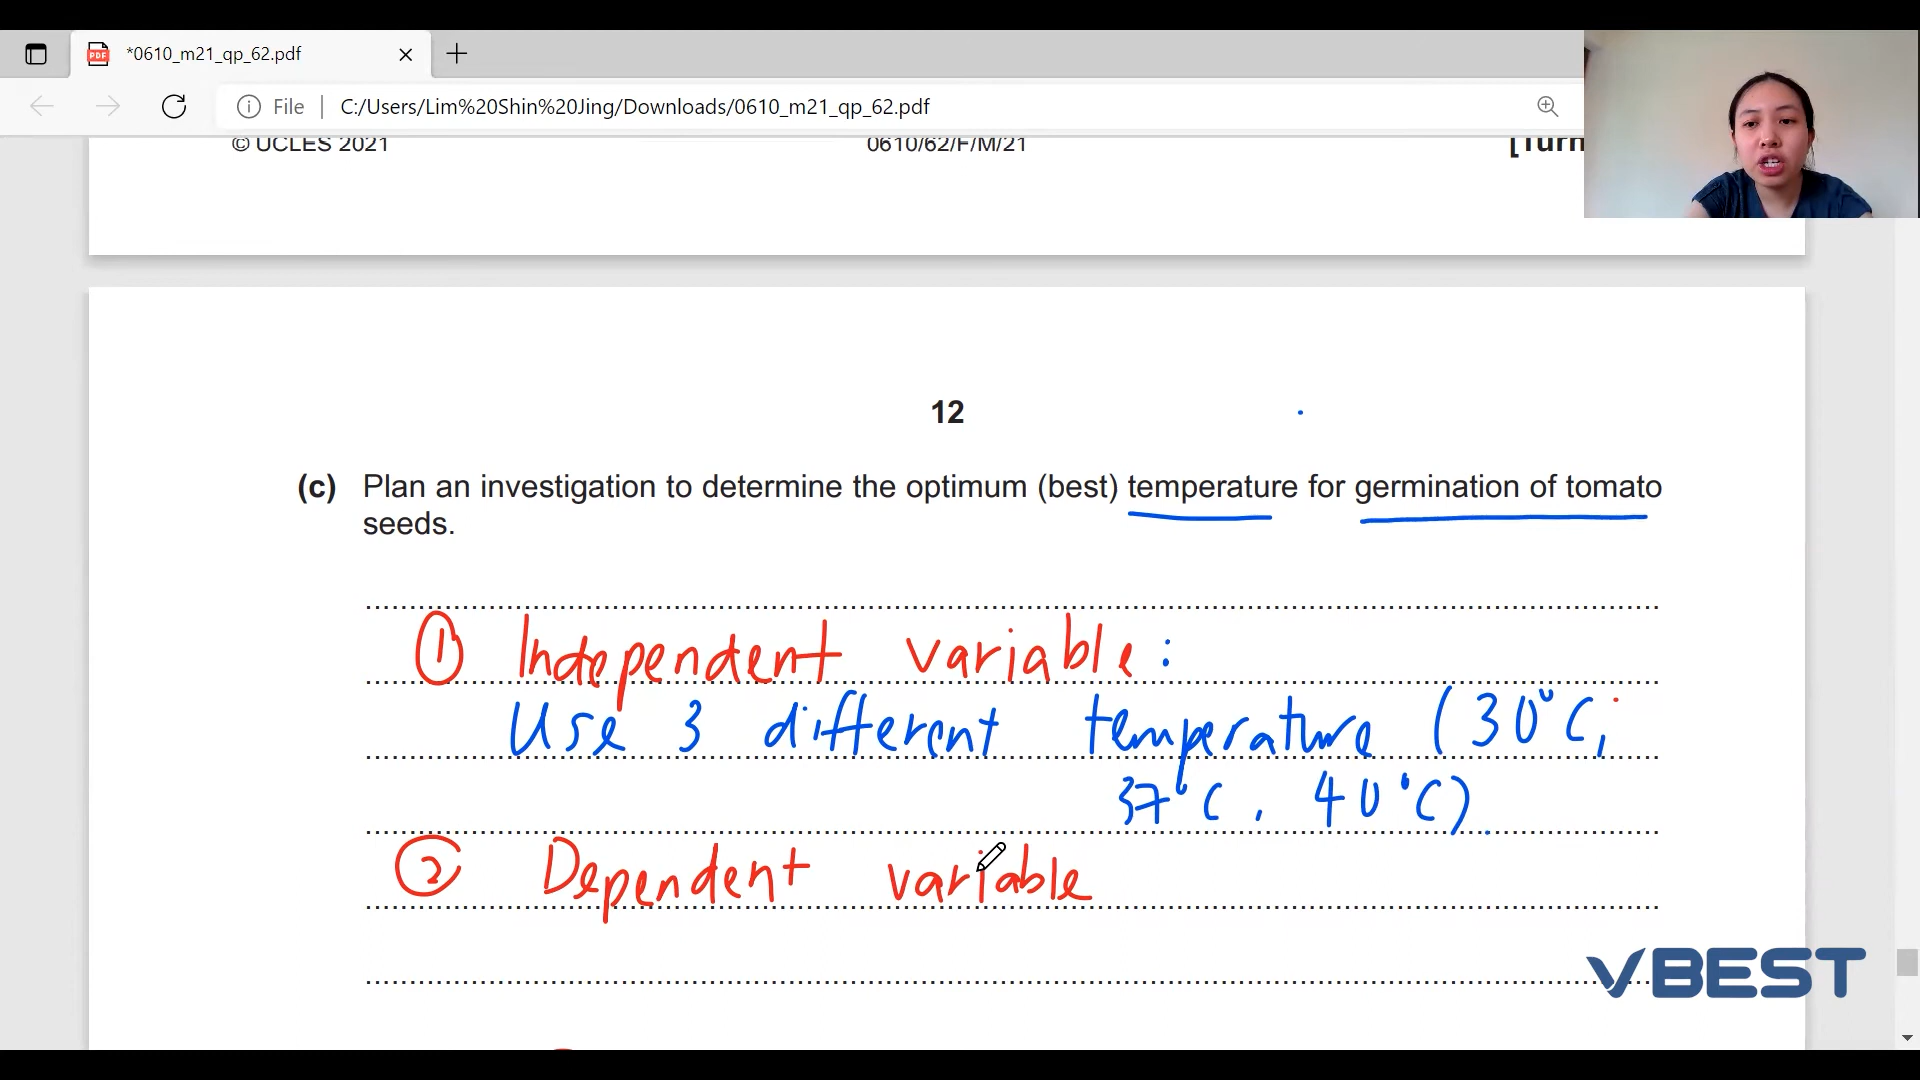 *0610_m21_qp_62.pdf
File
C:/Users/Lim%20Shin%20Jing/Downloads/0610_m21_qp_62.pdf
© UCLES 2021
0610/62/F/M/21
[Turn
12
(c) Plan an investigation to determine the optimum (best) temperature for germination of tomato
seeds.
① Independent variable:
Use 3 different temperature (30°C,
37°C, 40°C).
② Dependent variable
VBEST